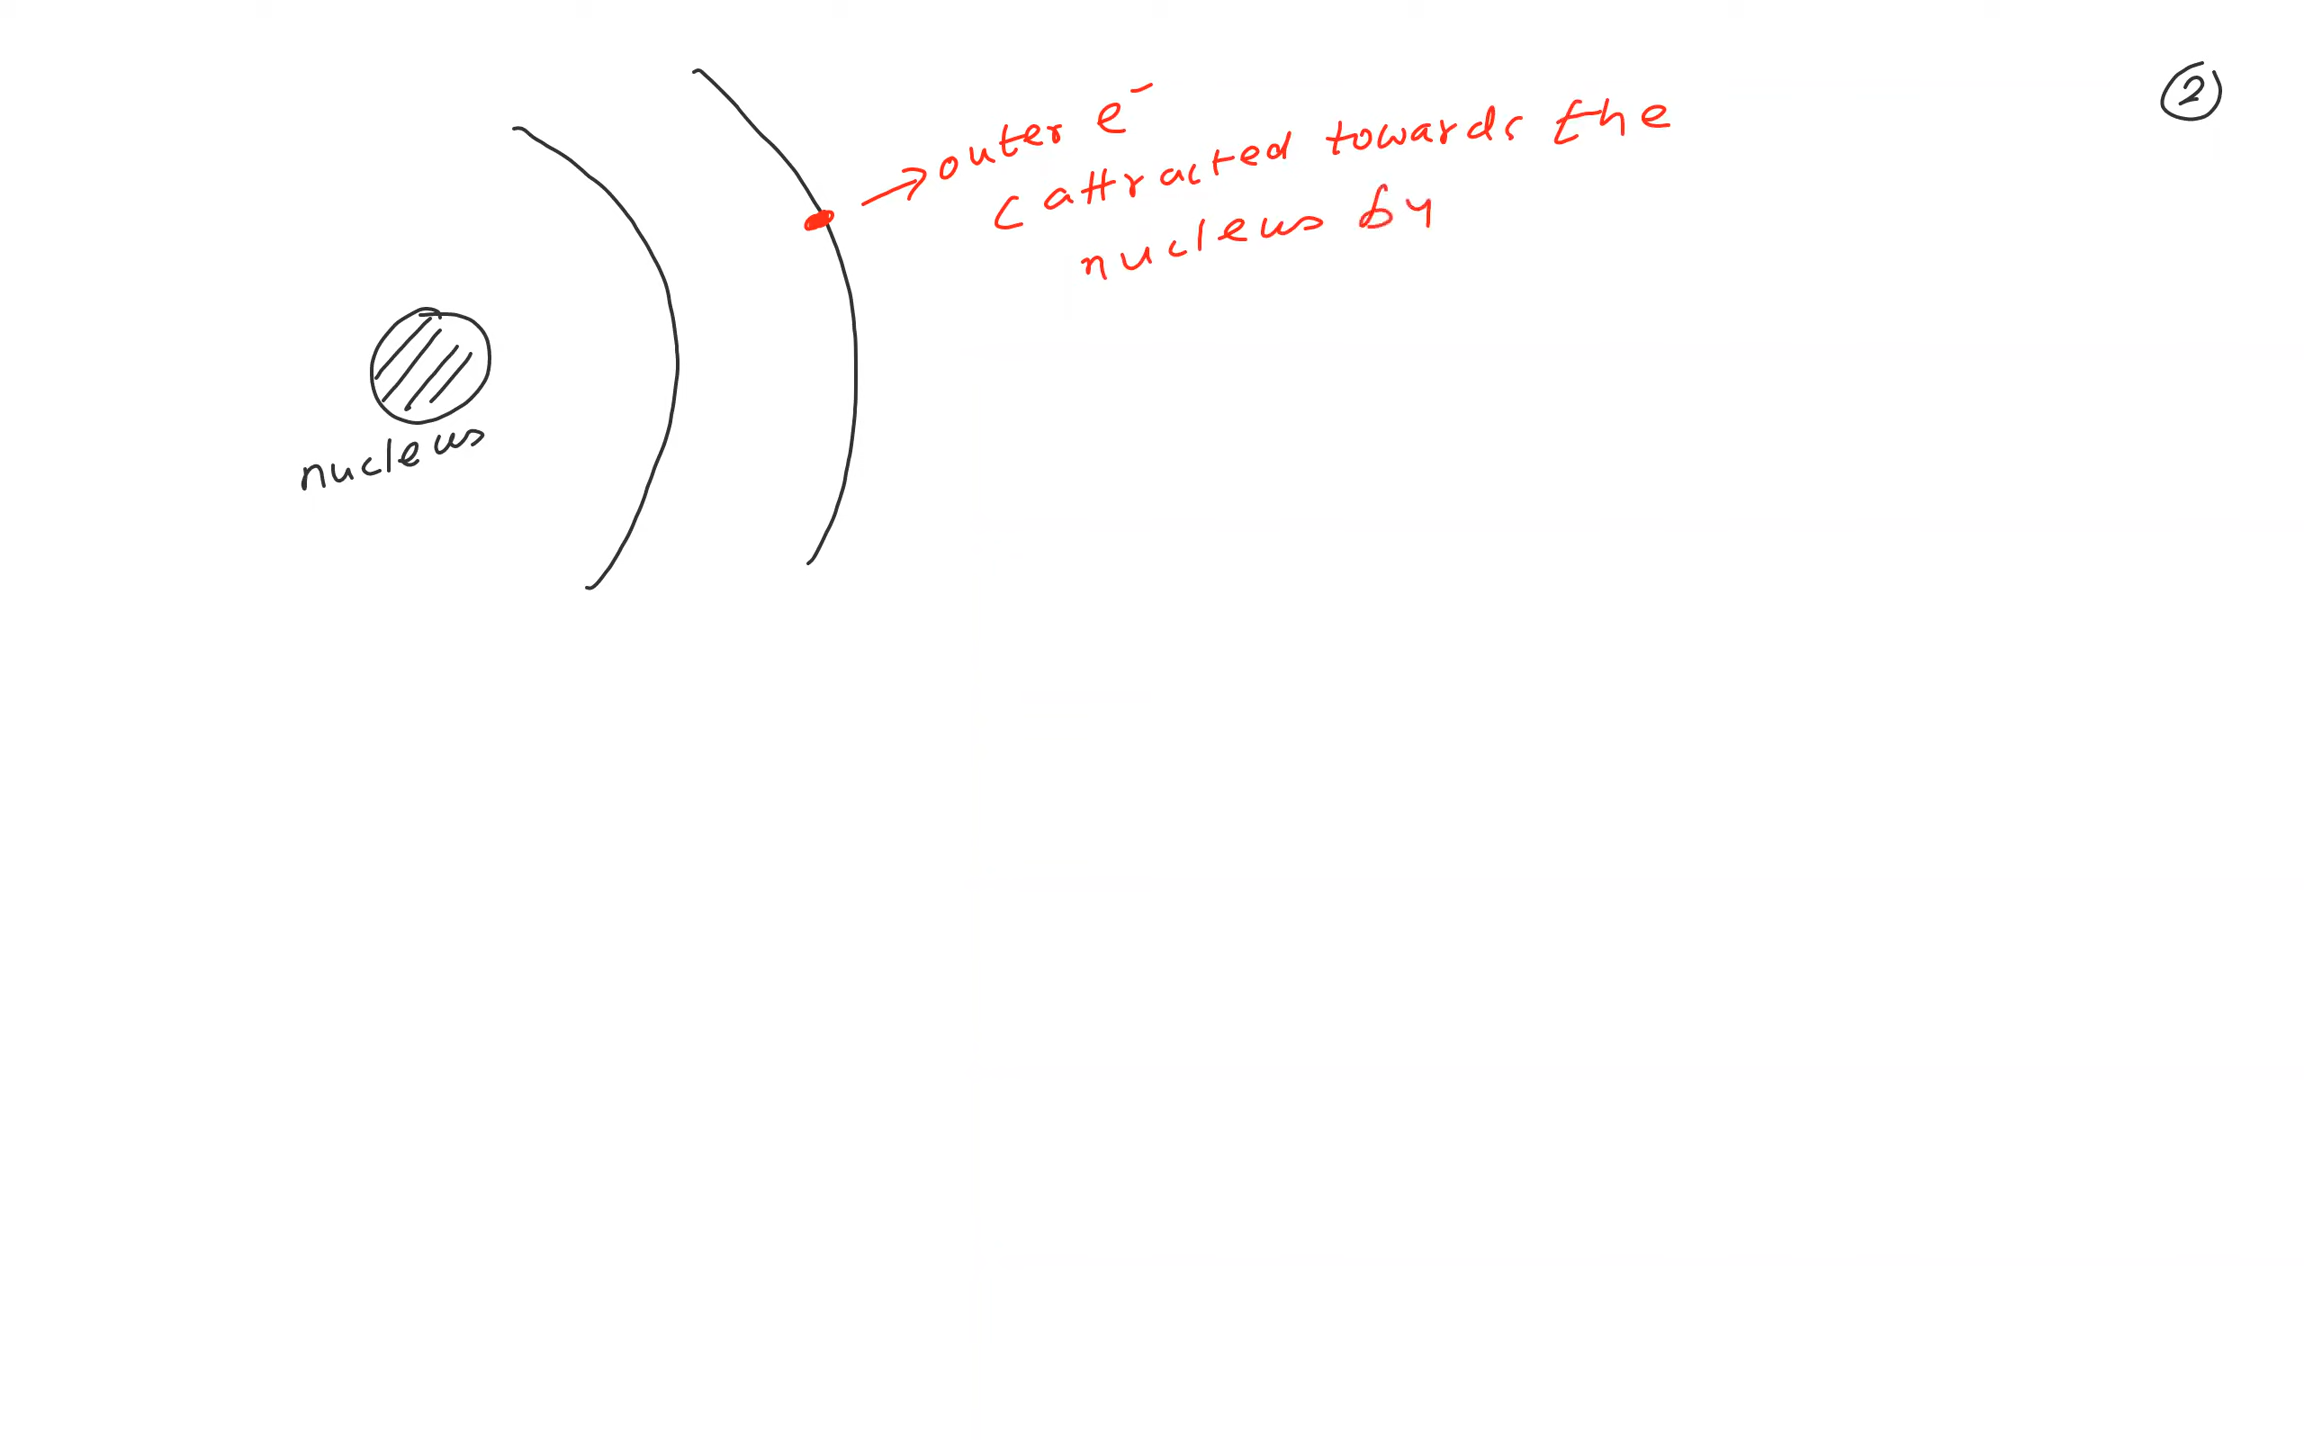 ②
outer e⁻
(attracted towards the
nucleus by
nucleus